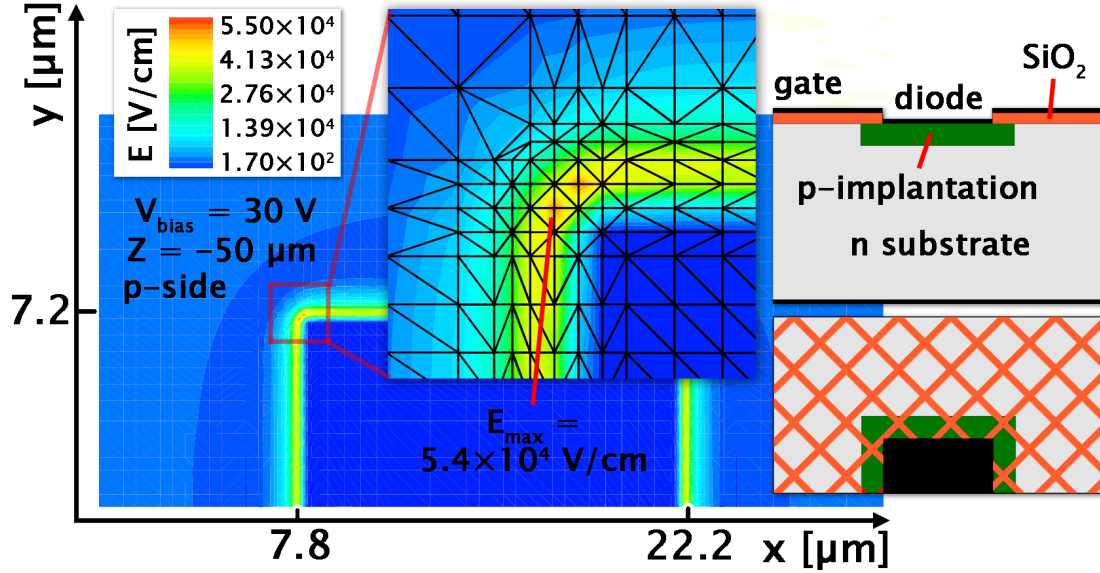 y [µm]
E [V/cm]
5.50×10⁴
4.13×10⁴
2.76×10⁴
1.39×10⁴
1.70×10²
V_bias = 30 V
Z = –50 µm
p-side
7.2
E_max =
5.4×10⁴ V/cm
7.8
22.2
x [µm]
gate
diode
SiO₂
p-implantation
n substrate